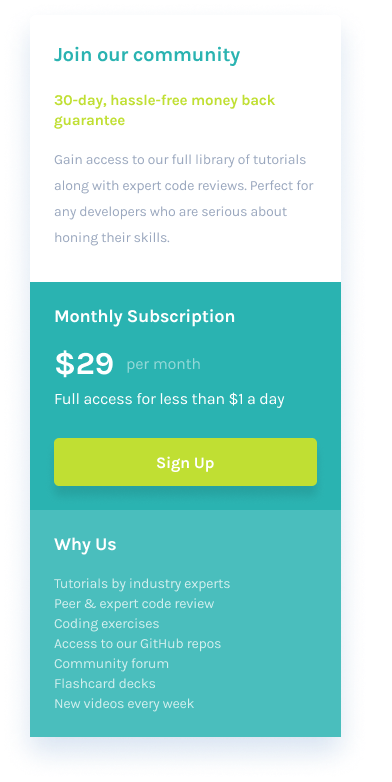 Join our community
30-day, hassle-free money back
guarantee
Gain access to our full library of tutorials
along with expert code reviews. Perfect for
any developers who are serious about
honing their skills.
Monthly Subscription
$29 per month
Full access for less than $1 a day
Sign Up
Why Us
Tutorials by industry experts
Peer & expert code review
Coding exercises
Access to our GitHub repos
Community forum
Flashcard decks
New videos every week